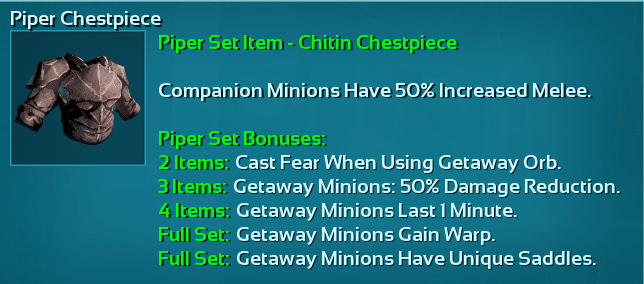 Piper Chestpiece
Piper Set Item - Chitin Chestpiece
Companion Minions Have 50% Increased Melee.
Piper Set Bonuses:
2 Items: Cast Fear When Using Getaway Orb.
3 Items: Getaway Minions: 50% Damage Reduction.
4 Items: Getaway Minions Last 1 Minute.
Full Set: Getaway Minions Gain Warp.
Full Set: Getaway Minions Have Unique Saddles.